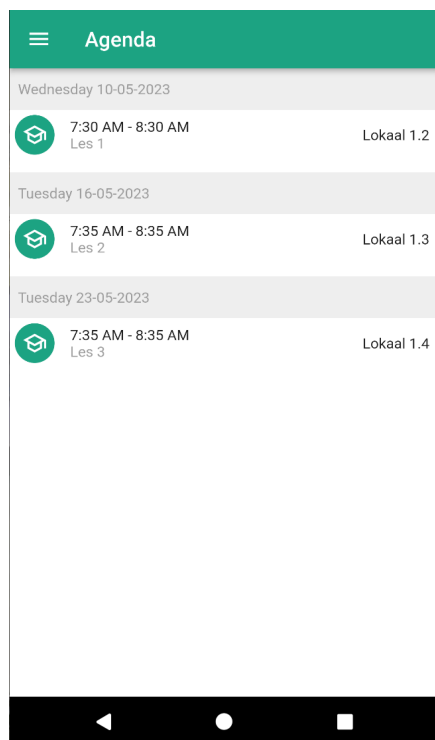 Agenda
Wednesday 10-05-2023
7:30 AM - 8:30 AM
Les 1
Lokaal 1.2
Tuesday 16-05-2023
7:35 AM - 8:35 AM
Les 2
Lokaal 1.3
Tuesday 23-05-2023
7:35 AM - 8:35 AM
Les 3
Lokaal 1.4